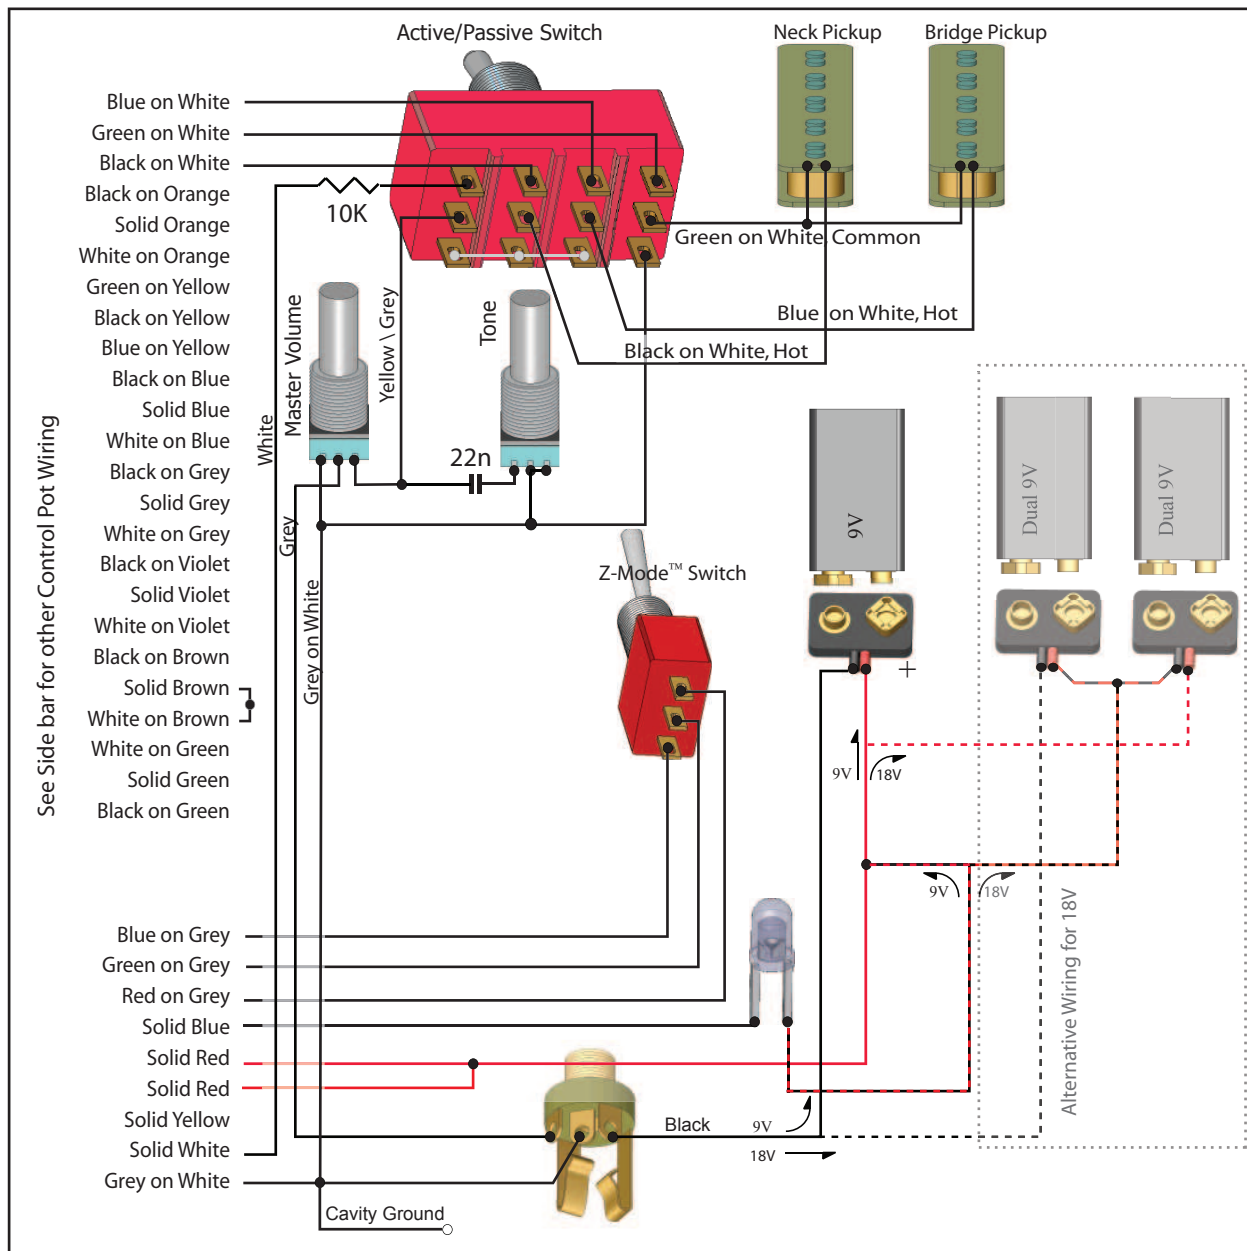 Active/Passive Switch
Neck Pickup
Bridge Pickup
Blue on White
Green on White
Black on White
Black on Orange
Solid Orange
White on Orange
Green on Yellow
Black on Yellow
Blue on Yellow
Black on Blue
Solid Blue
White on Blue
Black on Grey
Solid Grey
White on Grey
Black on Violet
Solid Violet
White on Violet
Black on Brown
Solid Brown
White on Brown
White on Green
Solid Green
Black on Green
See Side bar for other Control Pot Wiring
10K
Green on White, Common
Blue on White, Hot
Black on White, Hot
Master Volume
Yellow \ Grey
Tone
White
22n
Grey
Grey on White
Z-Mode™ Switch
9V
Dual 9V
Dual 9V
+
9V
18V
9V
18V
Alternative Wiring for 18V
Blue on Grey
Green on Grey
Red on Grey
Solid Blue
Solid Red
Solid Red
Solid Yellow
Solid White
Grey on White
Black
9V
18V
Cavity Ground